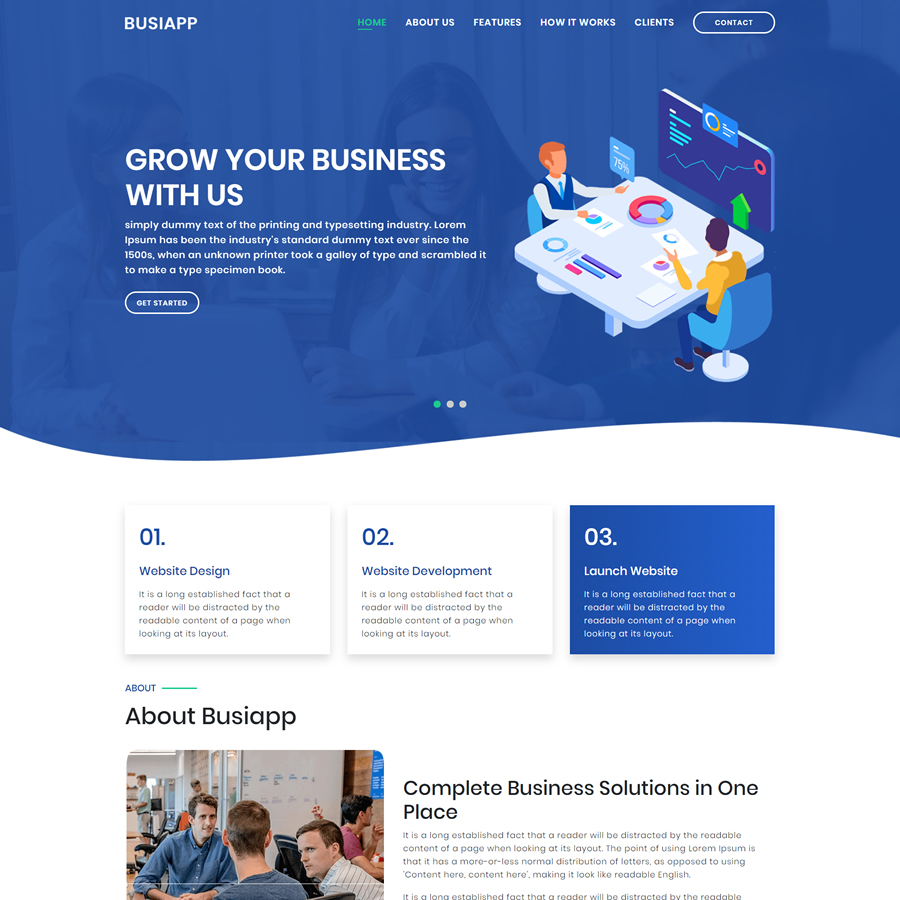 BUSIAPP
HOME ABOUT US FEATURES HOW IT WORKS CLIENTS CONTACT
GROW YOUR BUSINESS
WITH US
simply dummy text of the printing and typesetting industry. Lorem
Ipsum has been the industry's standard dummy text ever since the
1500s, when an unknown printer took a galley of type and scrambled it
to make a type specimen book.
GET STARTED
75%
01.
Website Design
It is a long established fact that a
reader will be distracted by the
readable content of a page when
looking at its layout.
02.
Website Development
It is a long established fact that a
reader will be distracted by the
readable content of a page when
looking at its layout.
03.
Launch Website
It is a long established fact that a
reader will be distracted by the
readable content of a page when
looking at its layout.
ABOUT
About Busiapp
Complete Business Solutions in One
Place
It is a long established fact that a reader will be distracted by the readable
content of a page when looking at its layout. The point of using Lorem Ipsum is
that it has a more-or-less normal distribution of letters, as opposed to using
'Content here, content here', making it look like readable English.
It is a long established fact that a reader will be distracted by the readable